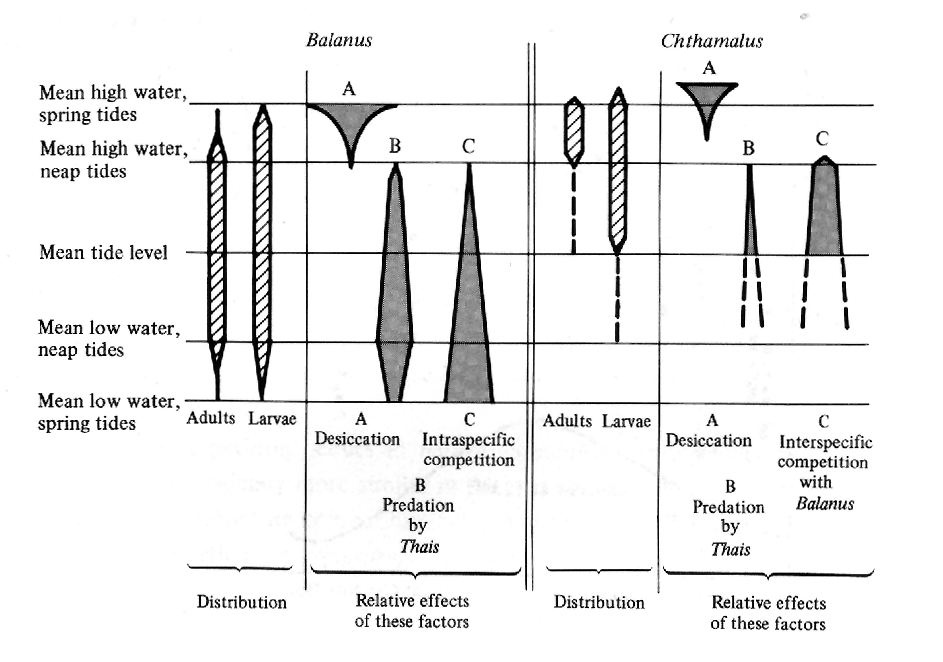 Balanus
Chthamalus
Mean high water,
spring tides
Mean high water,
neap tides
Mean tide level
Mean low water,
neap tides
Mean low water,
spring tides
A
B
C
A
B
C
Adults Larvae
A
Desiccation
C
Intraspecific
competition
B
Predation
by
Thais
Adults Larvae
A
Desiccation
C
Interspecific
competition
with
Balanus
B
Predation
by
Thais
Distribution
Relative effects
of these factors
Distribution
Relative effects
of these factors